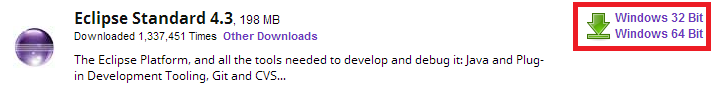 Eclipse Standard 4.3, 198 MB
Downloaded 1,337,451 Times Other Downloads
The Eclipse Platform, and all the tools needed to develop and debug it: Java and Plug-
in Development Tooling, Git and CVS...
Windows 32 Bit
Windows 64 Bit